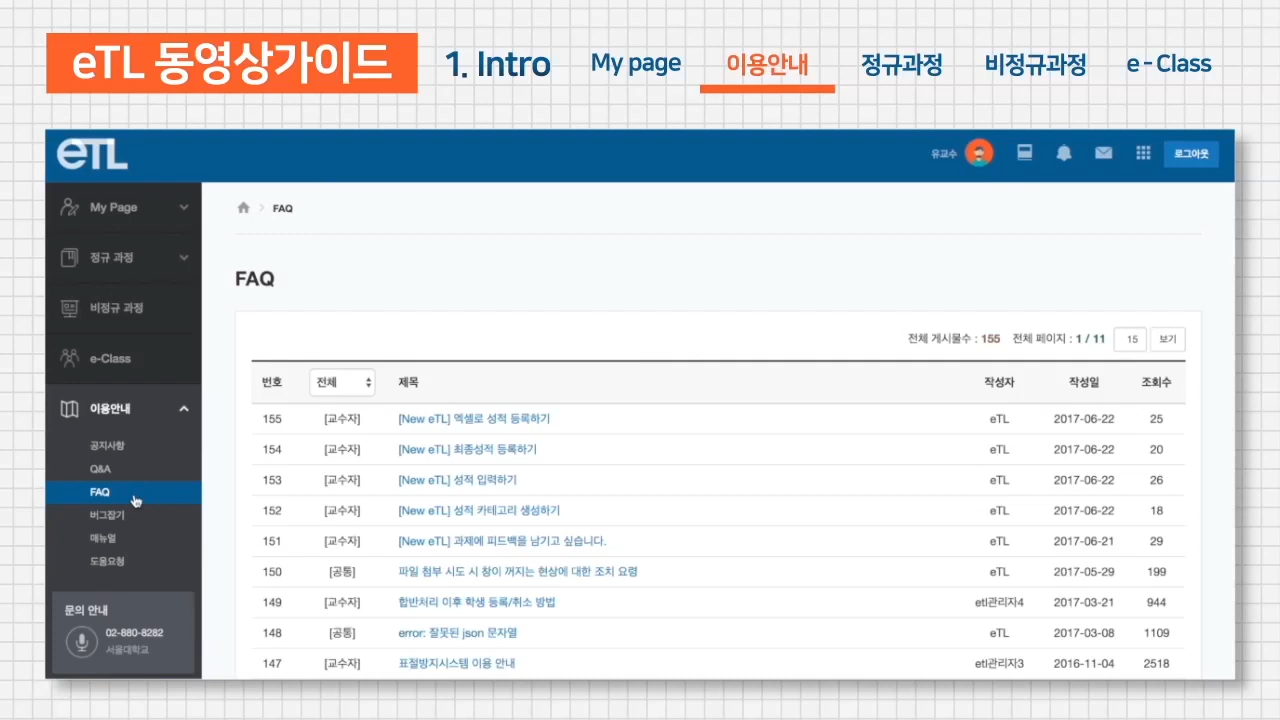 eTL 동영상가이드
1. Intro My page 이용안내 정규과정 비정규과정 e - Class
eTL
유교수 로그아웃
My Page
정규 과정
비정규 과정
e-Class
이용안내
공지사항
Q&A
FAQ
버그잡기
매뉴얼
도움요청
문의 안내
02-880-8282
서울대학교
FAQ
FAQ
전체 게시물수 : 155 전체 페이지 : 1 / 11 15 보기
번호 전체 제목 작성자 작성일 조회수
155 [교수자] [New eTL] 엑셀로 성적 등록하기 eTL 2017-06-22 25
154 [교수자] [New eTL] 최종성적 등록하기 eTL 2017-06-22 20
153 [교수자] [New eTL] 성적 입력하기 eTL 2017-06-22 26
152 [교수자] [New eTL] 성적 카테고리 생성하기 eTL 2017-06-22 18
151 [교수자] [New eTL] 과제에 피드백을 남기고 싶습니다. eTL 2017-06-21 29
150 [공통] 파일 첨부 시도 시 창이 꺼지는 현상에 대한 조치 요령 eTL 2017-05-29 199
149 [교수자] 합반처리 이후 학생 등록/취소 방법 etl관리자4 2017-03-21 944
148 [공통] error: 잘못된 json 문자열 eTL 2017-03-08 1109
147 [교수자] 표절방지시스템 이용 안내 etl관리자3 2016-11-04 2518